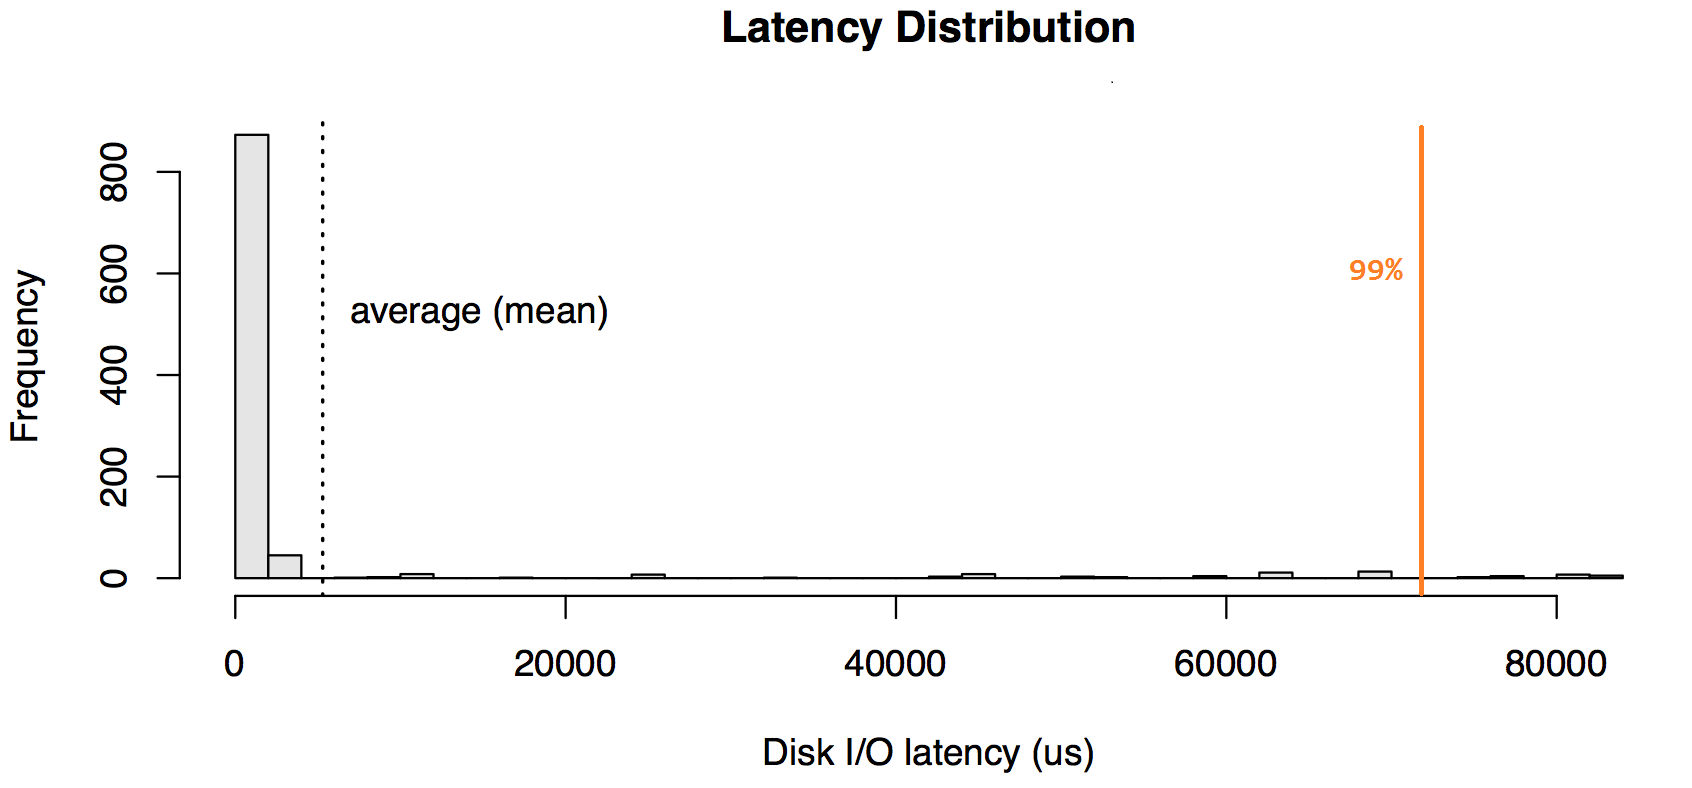 Latency Distribution
800
600
400
200
0
Frequency
average (mean)
99%
0 20000 40000 60000 80000
Disk I/O latency (us)